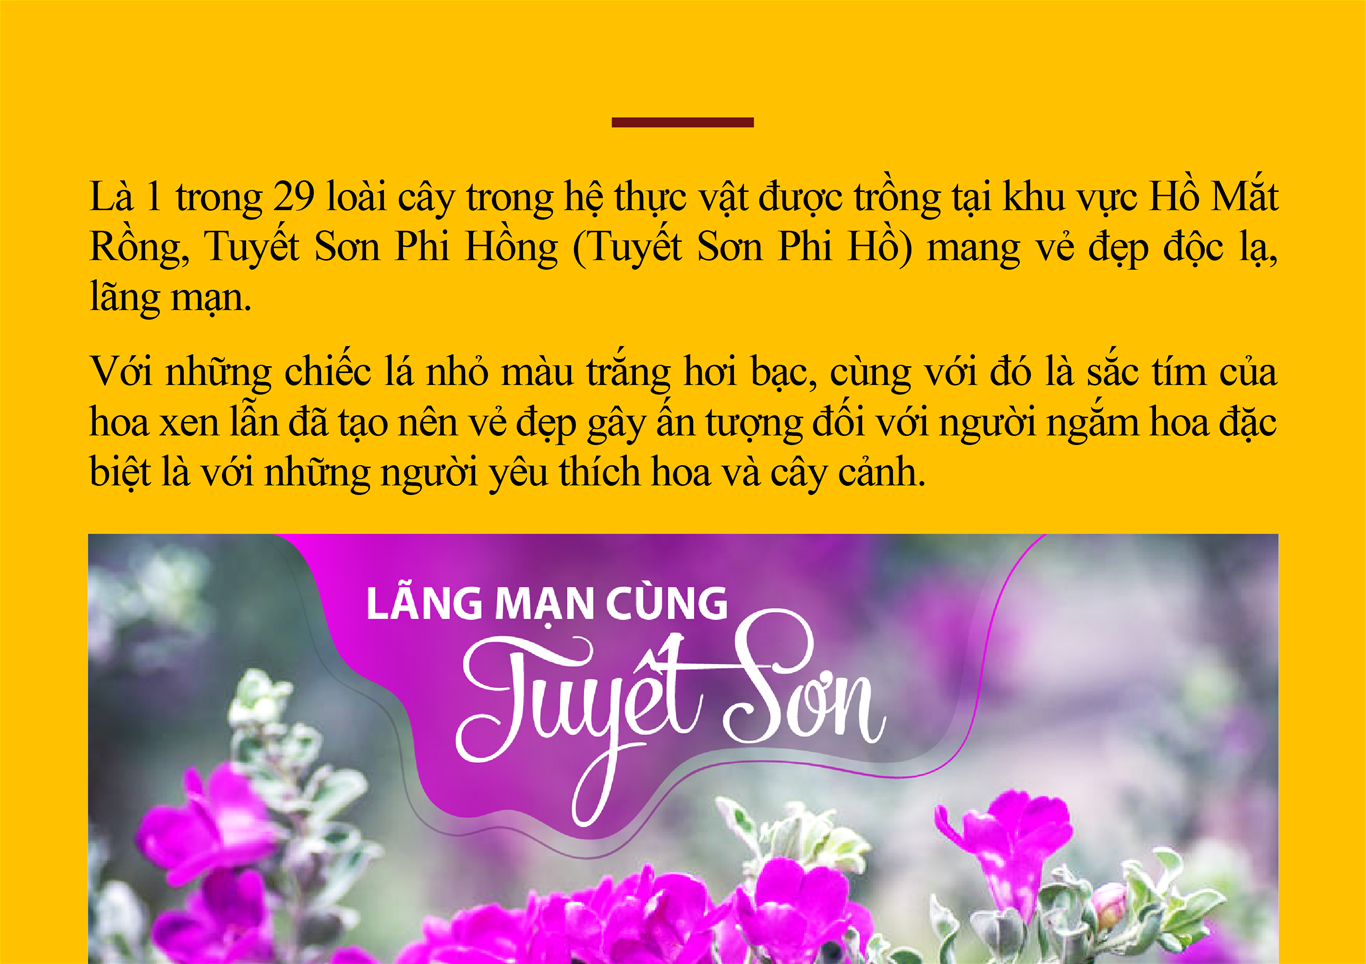 Là 1 trong 29 loài cây trong hệ thực vật được trồng tại khu vực Hồ Mắt
Rồng, Tuyết Sơn Phi Hồng (Tuyết Sơn Phi Hồ) mang vẻ đẹp độc lạ,
lãng mạn.
Với những chiếc lá nhỏ màu trắng hơi bạc, cùng với đó là sắc tím của
hoa xen lẫn đã tạo nên vẻ đẹp gây ấn tượng đối với người ngắm hoa đặc
biệt là với những người yêu thích hoa và cây cảnh.
LÃNG MẠN CÙNG
Tuyết Sơn